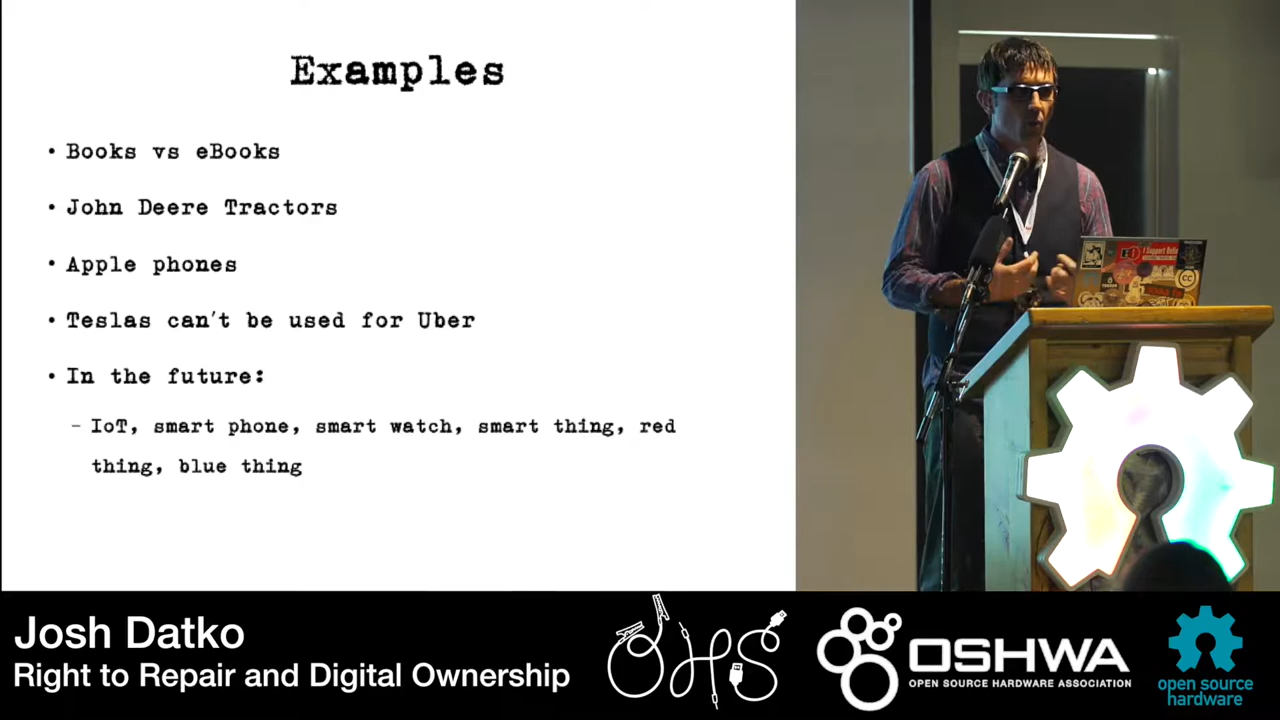 Examples
• Books vs eBooks
• John Deere Tractors
• Apple phones
• Teslas can't be used for Uber
• In the future:
– IoT, smart phone, smart watch, smart thing, red
thing, blue thing
I Support
CC
Josh Datko
Right to Repair and Digital Ownership
OHS
OSHWA
OPEN SOURCE HARDWARE ASSOCIATION
open source
hardware